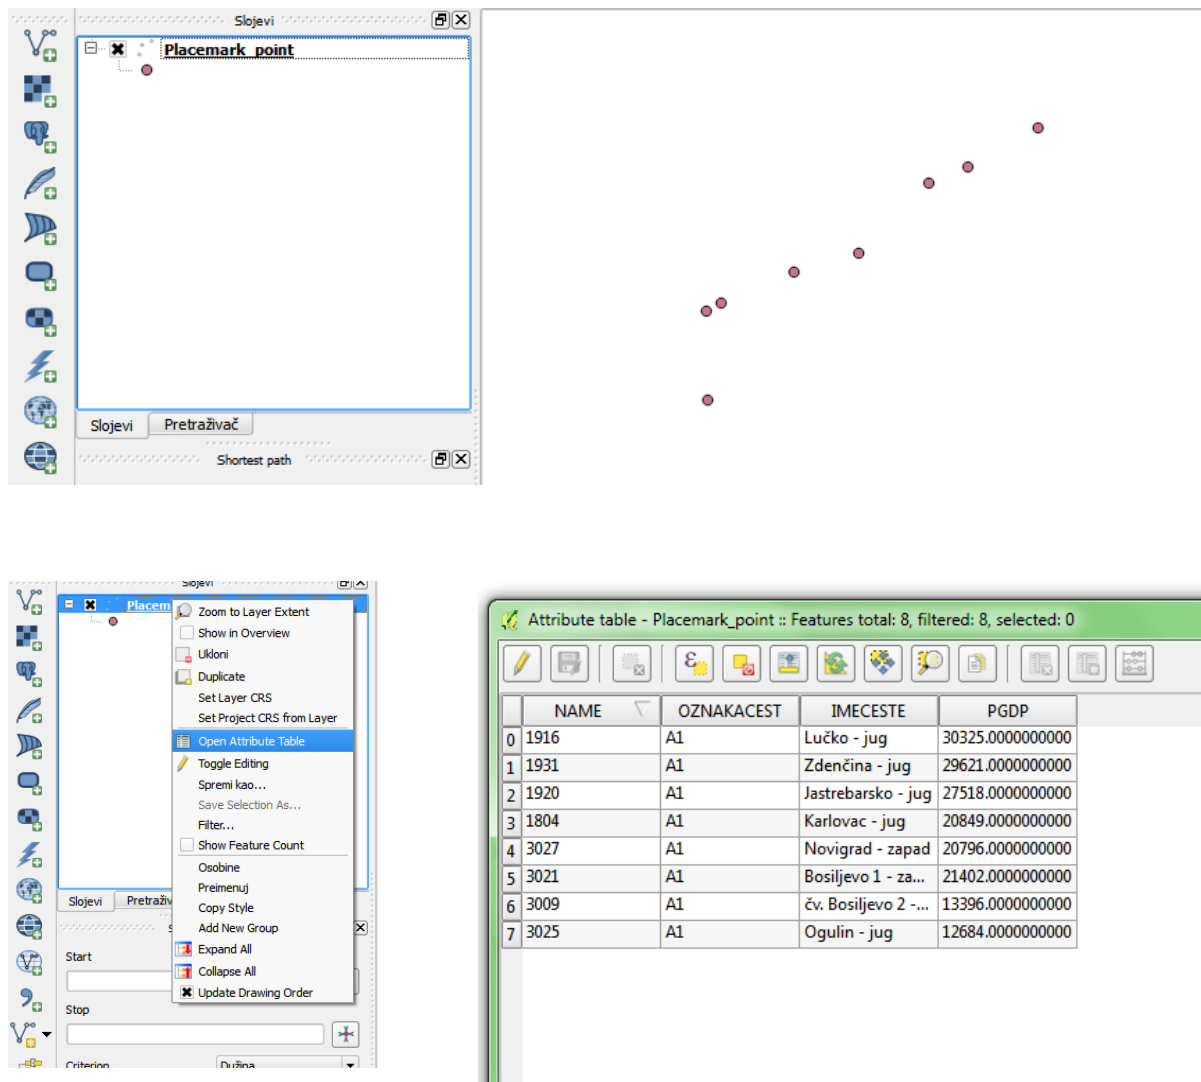 Slojevi
Placemark_point
Slojevi
Pretraživač
Shortest path
Slojevi
Placem
Zoom to Layer Extent
Show in Overview
Ukloni
Duplicate
Set Layer CRS
Set Project CRS from Layer
Open Attribute Table
Toggle Editing
Spremi kao...
Save Selection As...
Filter...
Show Feature Count
Osobine
Preimenuj
Copy Style
Add New Group
Expand All
Collapse All
Update Drawing Order
Slojevi
Pretraživ
Start
Stop
Criterion
Dužina
Attribute table - Placemark_point :: Features total: 8, filtered: 8, selected: 0
NAME OZNAKACEST IMECESTE PGDP
0 1916 A1 Lučko - jug 30325.0000000000
1 1931 A1 Zdenčina - jug 29621.0000000000
2 1920 A1 Jastrebarsko - jug 27518.0000000000
3 1804 A1 Karlovac - jug 20849.0000000000
4 3027 A1 Novigrad - zapad 20796.0000000000
5 3021 A1 Bosiljevo 1 - za... 21402.0000000000
6 3009 A1 čv. Bosiljevo 2 -... 13396.0000000000
7 3025 A1 Ogulin - jug 12684.0000000000